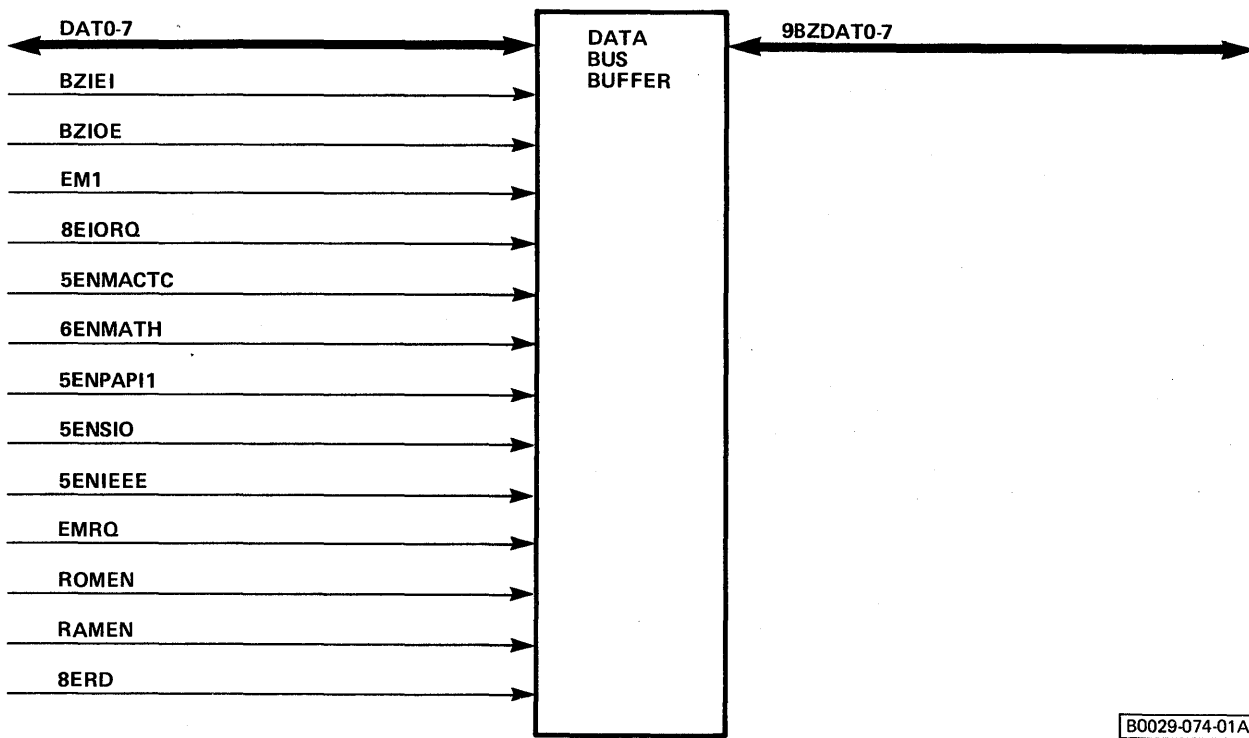 DAT0-7
BZIEI
BZIOE
EM1
8EIORQ
5ENMACTC
6ENMATH
5ENPAPI1
5ENSIO
5ENIEEE
EMRQ
ROMEN
RAMEN
8ERD
DATA
BUS
BUFFER
9BZDAT0-7
B0029-074-01A